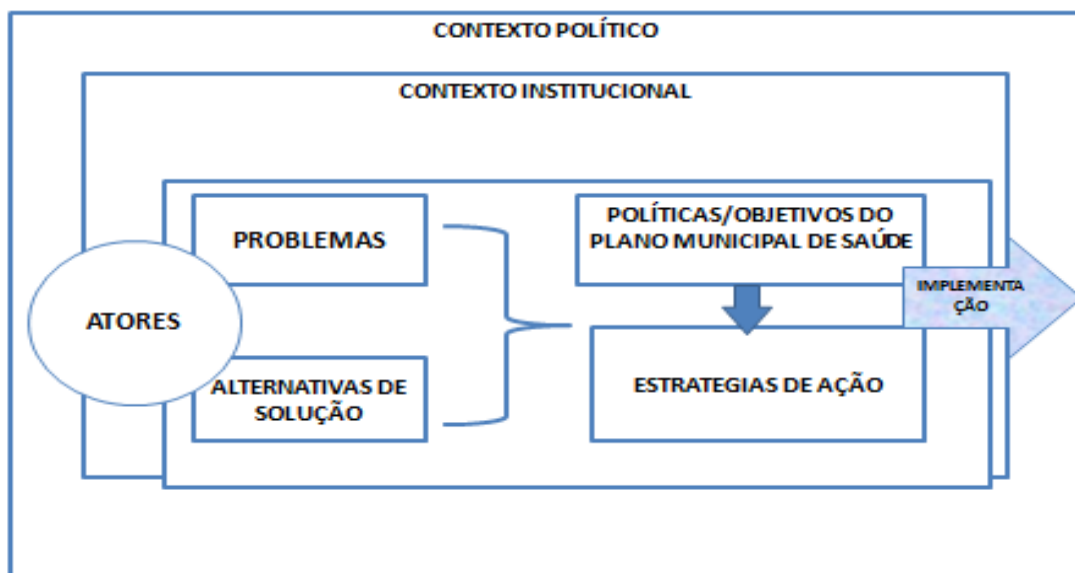 CONTEXTO POLÍTICO
CONTEXTO INSTITUCIONAL
PROBLEMAS
POLÍTICAS/OBJETIVOS DO
PLANO MUNICIPAL DE SAÚDE
ATORES
IMPLEMENTA
ÇÃO
ALTERNATIVAS DE
SOLUÇÃO
ESTRATEGIAS DE AÇÃO